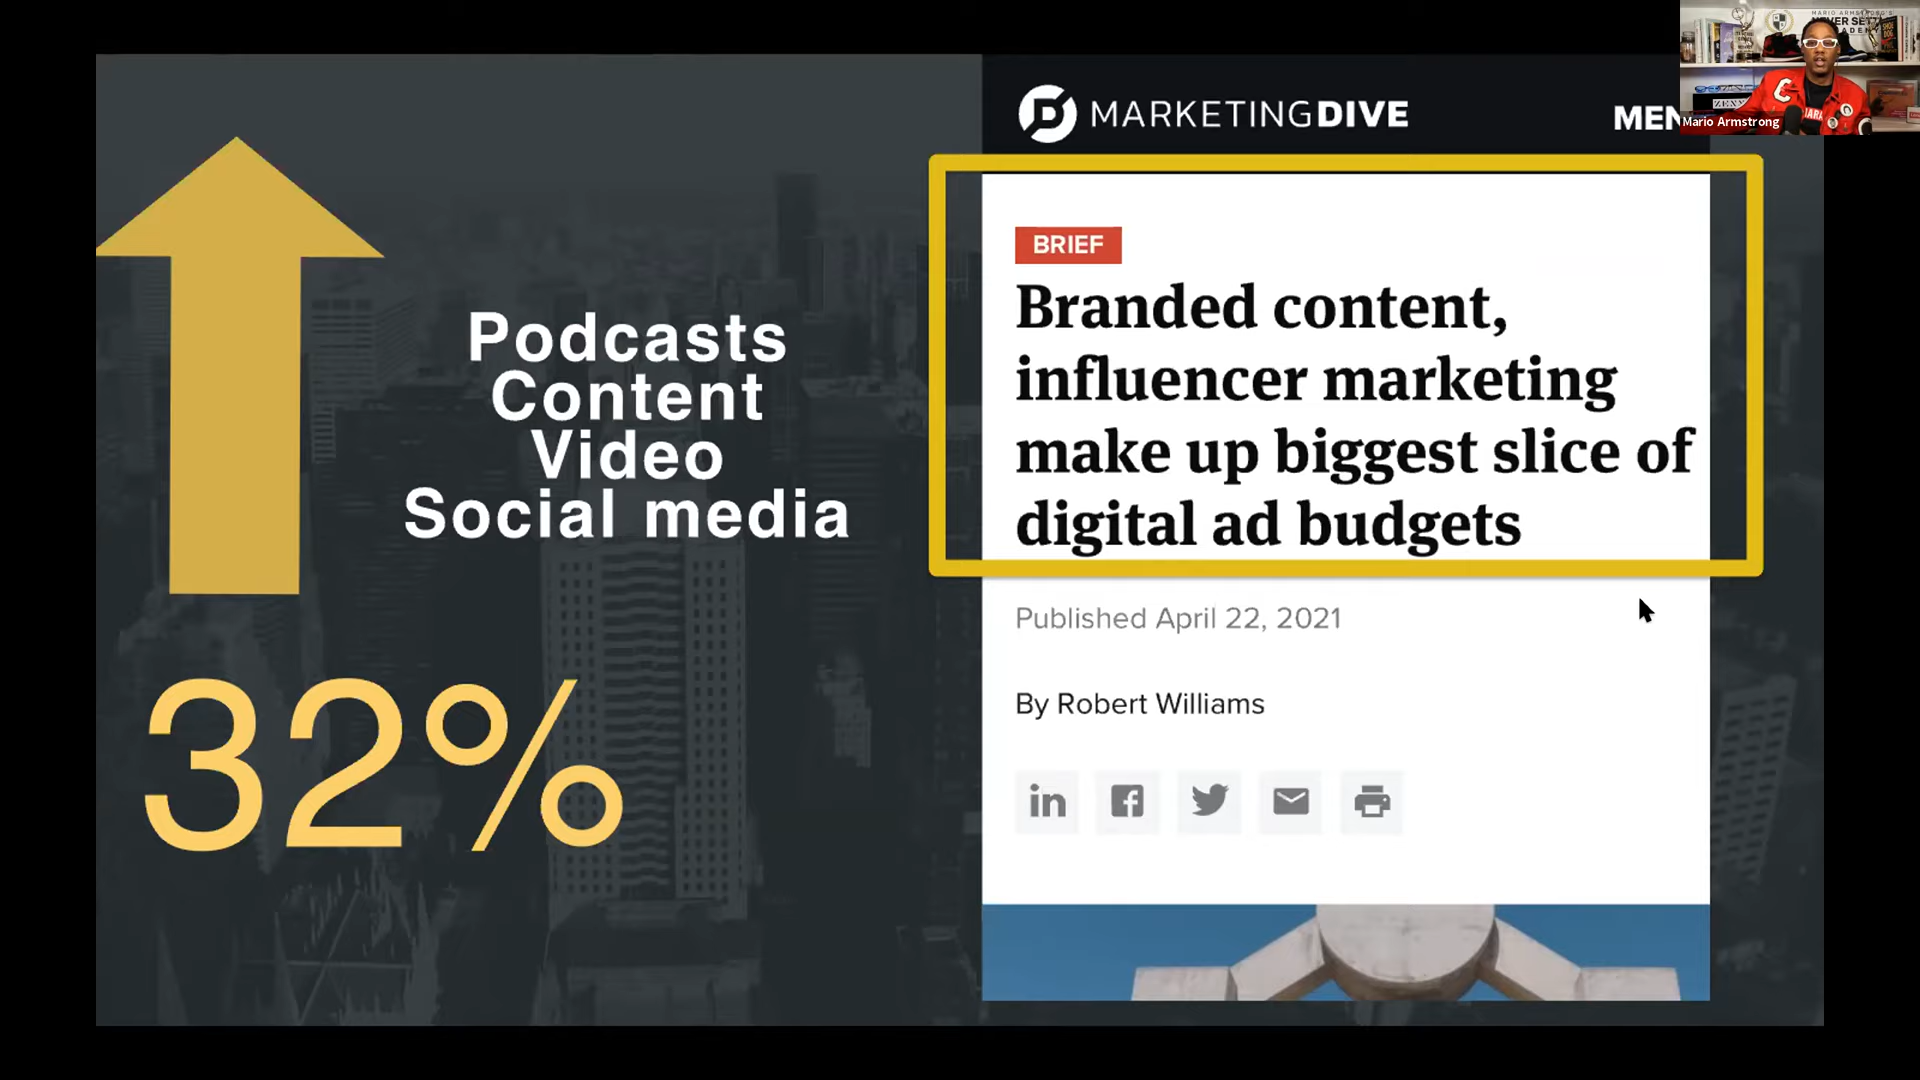 Podcasts
Content
Video
Social media
32%
MARKETINGDIVE
MEN
BRIEF
Branded content,
influencer marketing
make up biggest slice of
digital ad budgets
Published April 22, 2021
By Robert Williams
Mario Armstrong